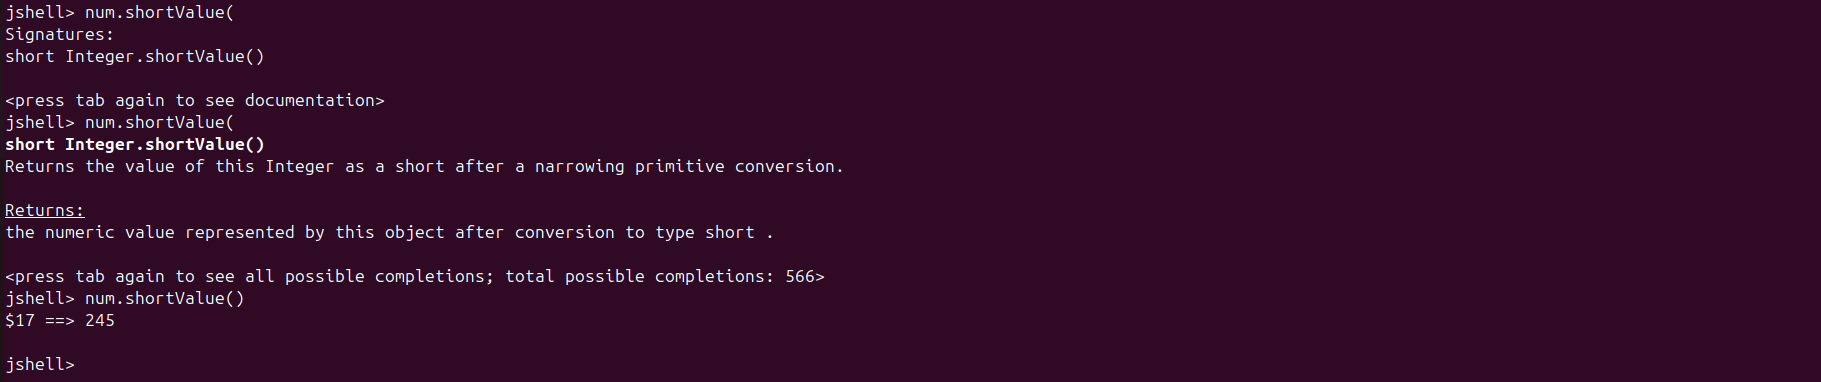 jshell> num.shortValue(
Signatures:
short Integer.shortValue()
<press tab again to see documentation>
jshell> num.shortValue(
short Integer.shortValue()
Returns the value of this Integer as a short after a narrowing primitive conversion.
Returns:
the numeric value represented by this object after conversion to type short .
<press tab again to see all possible completions; total possible completions: 566>
jshell> num.shortValue()
$17 ==> 245
jshell>